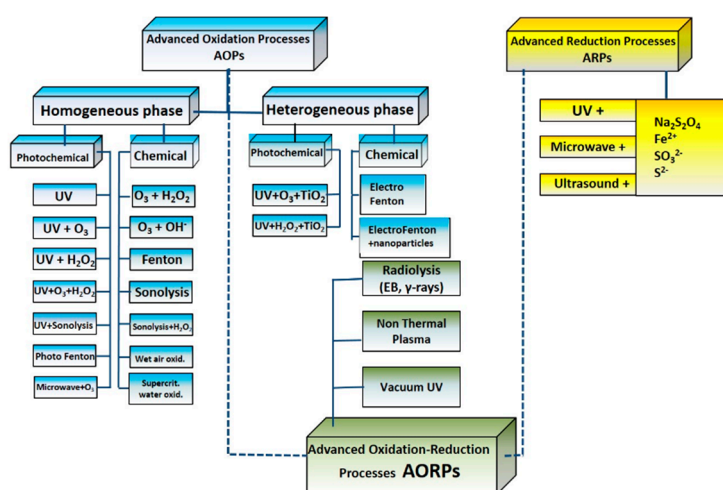 Advanced Oxidation Processes
AOPs
Advanced Reduction Processes
ARPs
Homogeneous phase
Heterogeneous phase
Photochemical
Chemical
Photochemical
Chemical
UV
UV + O₃
UV + H₂O₂
UV+O₃+H₂O₂
UV+Sonolysis
Photo Fenton
Microwave+O₃
O₃ + H₂O₂
O₃ + OH⁻
Fenton
Sonolysis
Sonolysis+H₂O₂
Wet air oxid.
Supercrit.
water oxid.
UV+O₃+TiO₂
UV+H₂O₂+TiO₂
Electro
Fenton
ElectroFenton
+nanoparticles
UV +
Microwave +
Ultrasound +
Na₂S₂O₄
Fe²⁺
SO₃²⁻
S²⁻
Radiolysis
(EB, γ-rays)
Non Thermal
Plasma
Vacuum UV
Advanced Oxidation-Reduction
Processes AORPs